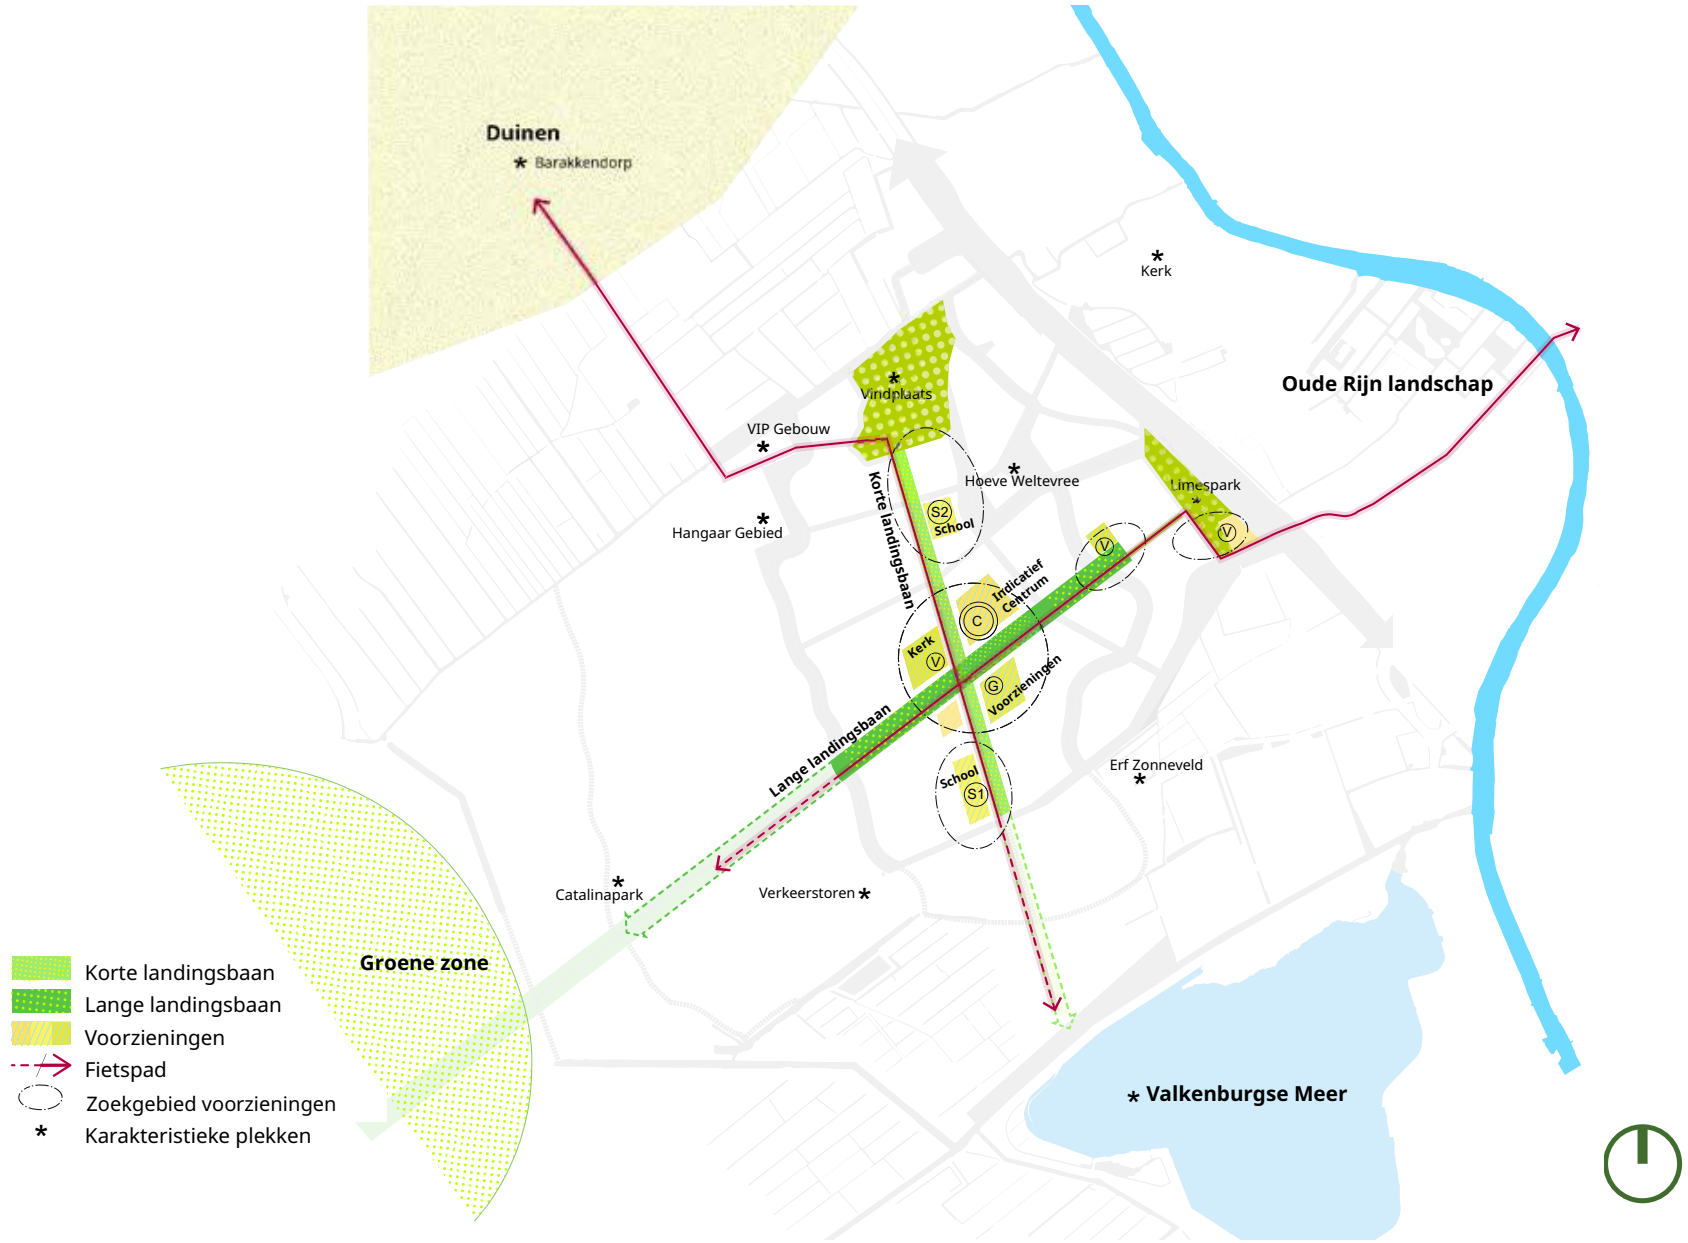 Duinen
* Barakkendorp
*
Kerk
Oude Rijn landschap
*
Vindplaats
VIP Gebouw
*
*
Hoeve Weltevree
Limespark
*
Korte landingsbaan
S2
School
*
Hangaar Gebied
V
V
Indicatief
Centrum
C
Kerk
V
G
Voorzieningen
Lange landingsbaan
School
S1
Erf Zonneveld
*
*
Catalinapark
Verkeerstoren *
Groene zone
Korte landingsbaan
Lange landingsbaan
Voorzieningen
Fietspad
Zoekgebied voorzieningen
* Karakteristieke plekken
* Valkenburgse Meer